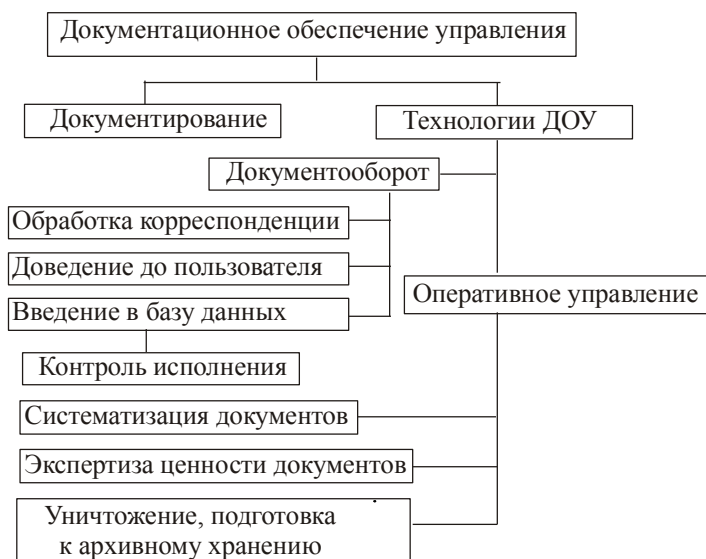 Документационное обеспечение управления
Документирование
Технологии ДОУ
Документооборот
Обработка корреспонденции
Доведение до пользователя
Оперативное управление
Введение в базу данных
Контроль исполнения
Систематизация документов
Экспертиза ценности документов
Уничтожение, подготовка
к архивному хранению